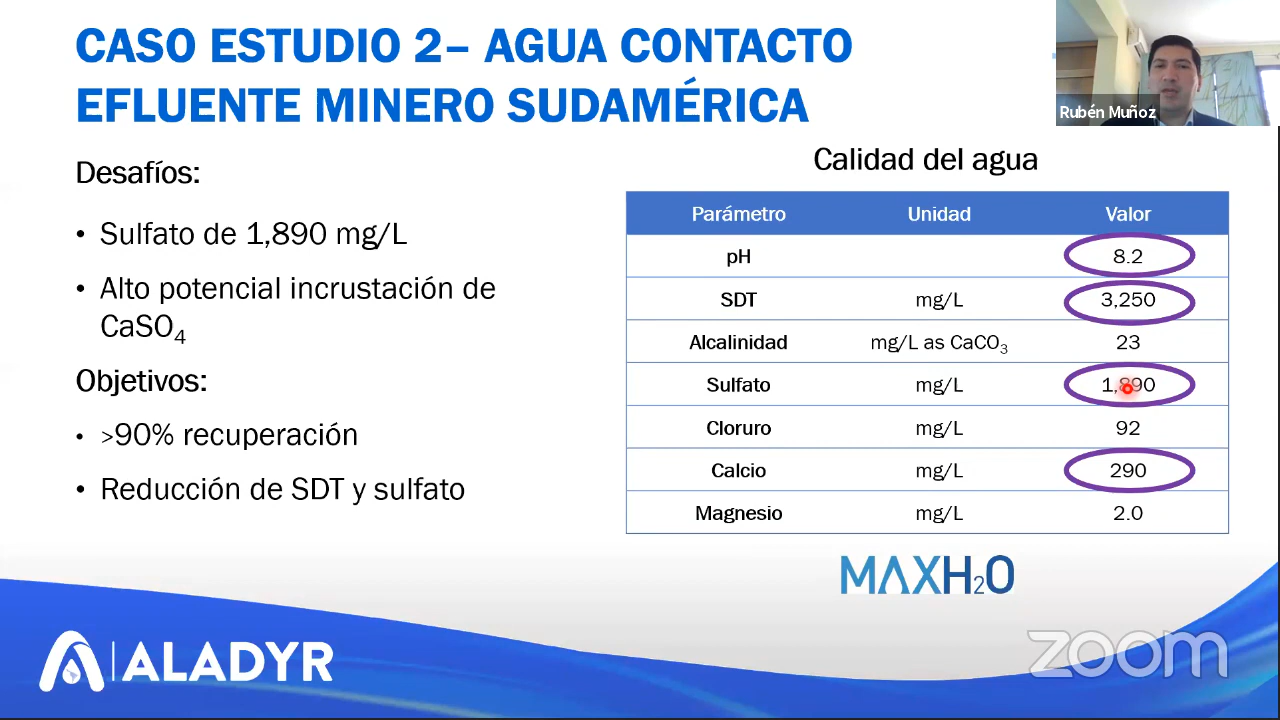 CASO ESTUDIO 2– AGUA CONTACTO
EFLUENTE MINERO SUDAMÉRICA
Rubén Muñoz
Desafíos:
• Sulfato de 1,890 mg/L
• Alto potencial incrustación de
CaSO₄
Objetivos:
• >90% recuperación
• Reducción de SDT y sulfato
Calidad del agua
Parámetro Unidad Valor
pH 8.2
SDT mg/L 3,250
Alcalinidad mg/L as CaCO₃ 23
Sulfato mg/L 1,890
Cloruro mg/L 92
Calcio mg/L 290
Magnesio mg/L 2.0
MAXH₂O
ALADYR
zoom